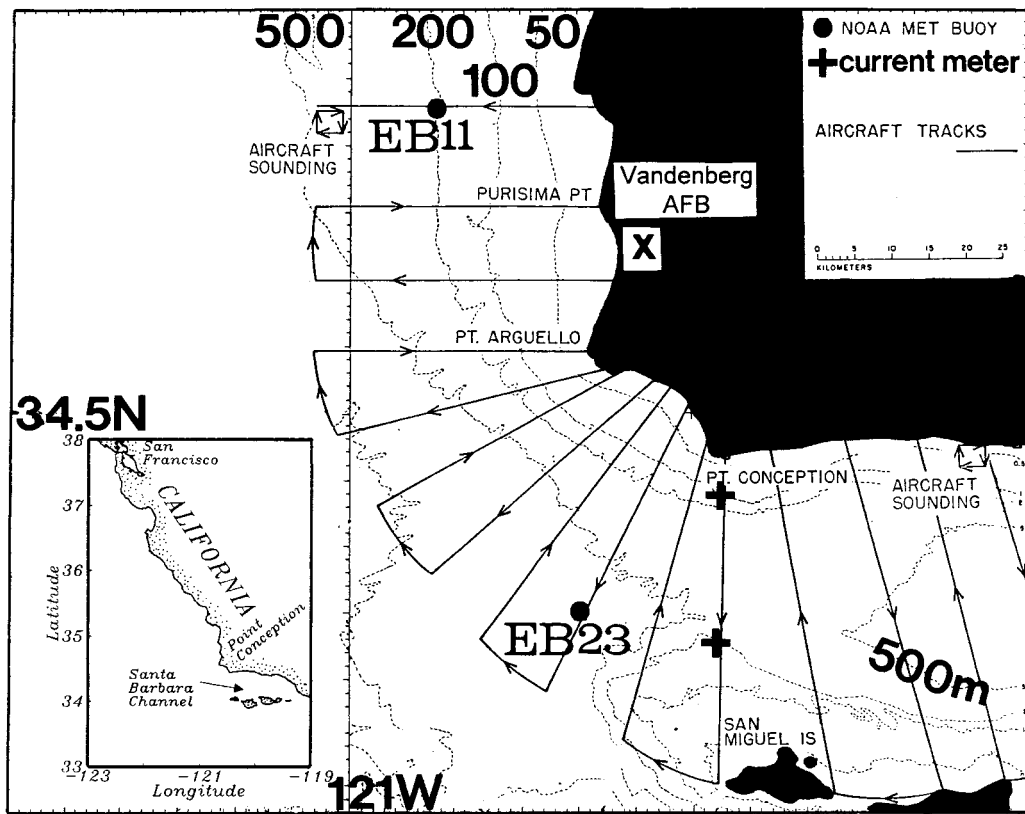 500 200 50
100
NOAA MET BUOY
current meter
AIRCRAFT TRACKS
0 5 10 15 20 25
KILOMETERS
EB11
AIRCRAFT
SOUNDING
PURISIMA PT
Vandenberg
AFB
X
PT. ARGUELLO
34.5N
PT. CONCEPTION
AIRCRAFT
SOUNDING
EB23
500m
SAN
MIGUEL IS
121W
38
37
36
35
34
33
-123 -121 -119
Latitude
Longitude
San
Francisco
CALIFORNIA
Point
Conception
Santa
Barbara
Channel